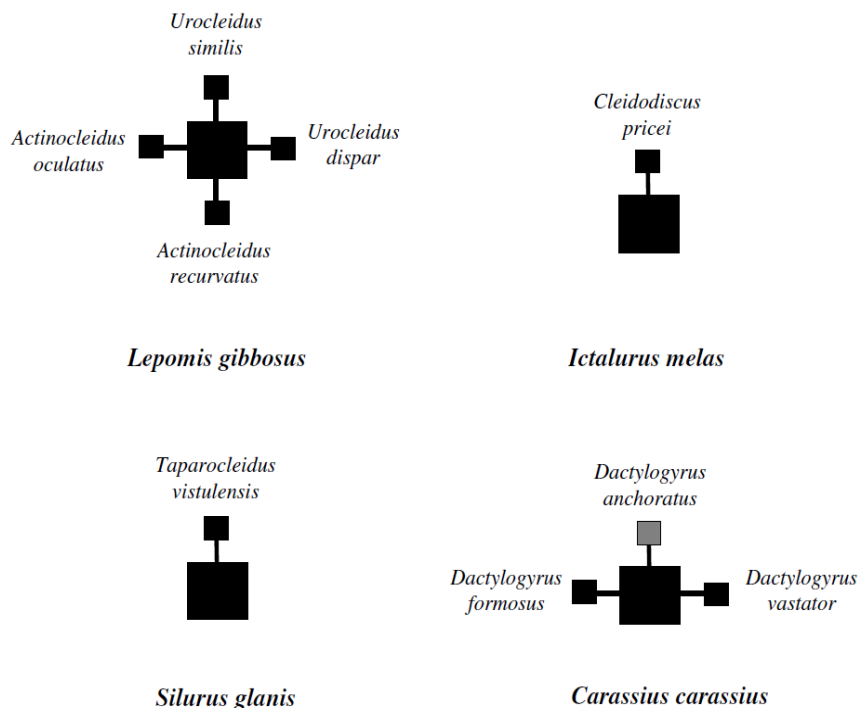 Urocleidus
similis
Actinocleidus
oculatus
Urocleidus
dispar
Actinocleidus
recurvatus
Lepomis gibbosus
Cleidodiscus
pricei
Ictalurus melas
Taparocleidus
vistulensis
Silurus glanis
Dactylogyrus
anchoratus
Dactylogyrus
formosus
Dactylogyrus
vastator
Carassius carassius